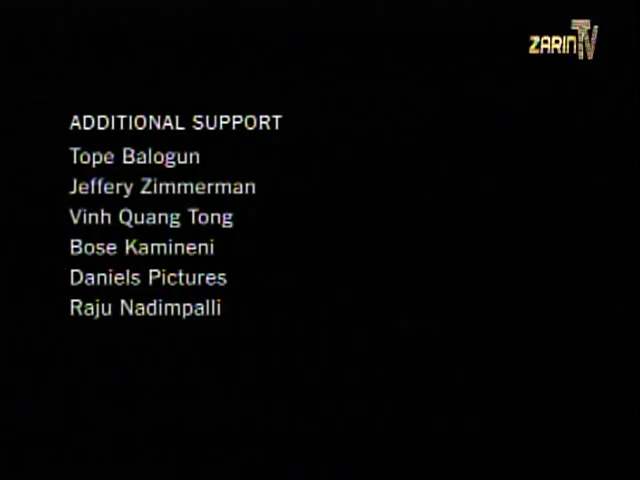 ZARIN TV
ADDITIONAL SUPPORT
Tope Balogun
Jeffery Zimmerman
Vinh Quang Tong
Bose Kamineni
Daniels Pictures
Raju Nadimpalli